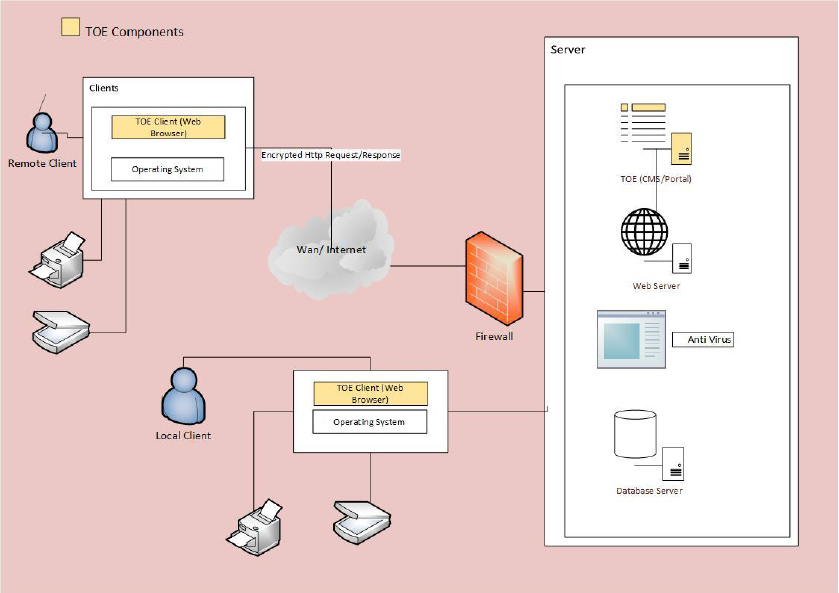 TOE Components
Server
Clients
TOE Client (Web
Browser)
Operating System
Remote Client
Encrypted Http Request/Response
TOE (CMS/Portal)
Wan/ Internet
Web Server
Firewall
Anti Virus
TOE Client (Web
Browser)
Operating System
Local Client
Database Server